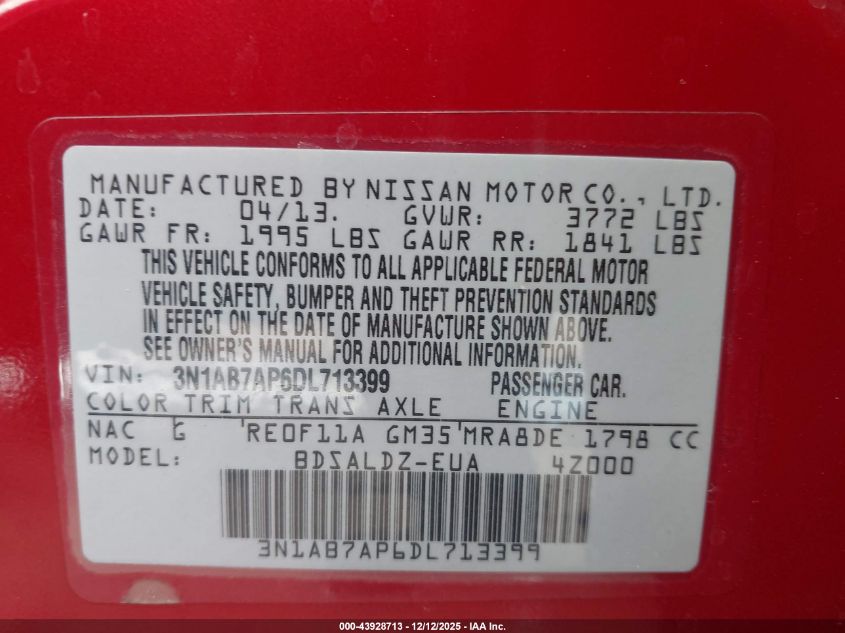 MANUFACTURED BY NISSAN MOTOR CO., LTD.
DATE: 04/13. GVWR: 3772 LBS
GAWR FR: 1995 LBS GAWR RR: 1841 LBS
THIS VEHICLE CONFORMS TO ALL APPLICABLE FEDERAL MOTOR
VEHICLE SAFETY, BUMPER AND THEFT PREVENTION STANDARDS
IN EFFECT ON THE DATE OF MANUFACTURE SHOWN ABOVE.
SEE OWNER'S MANUAL FOR ADDITIONAL INFORMATION.
VIN: 3N1AB7AP6DL713399 PASSENGER CAR.
COLOR TRIM TRANS AXLE ENGINE
NAC G 'RE0F11A GM35'MRA8DE 1798 CC
MODEL: BDSALDZ-EUA 4Z000
3N1AB7AP6DL713399
000-43928713 - 12/12/2025 - IAA Inc.